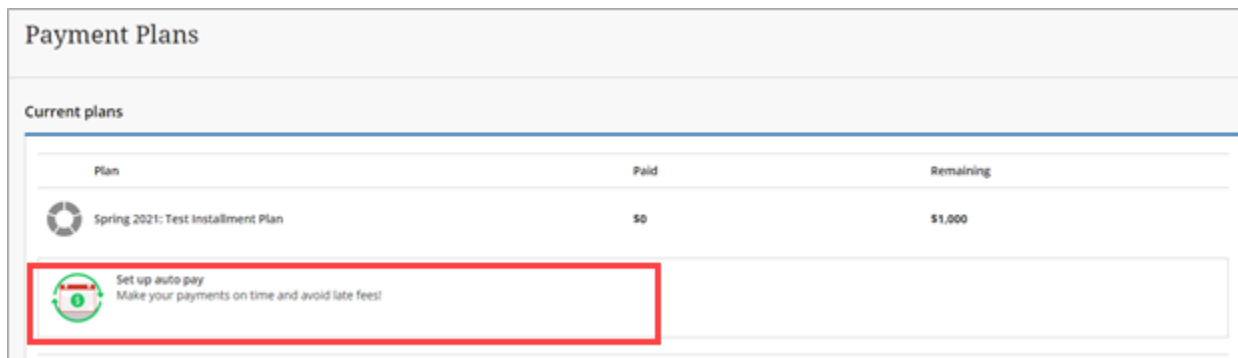 Payment Plans
Current plans
Plan Paid Remaining
Spring 2021: Test Installment Plan $0 $1,000
Set up auto pay
Make your payments on time and avoid late fees!
$